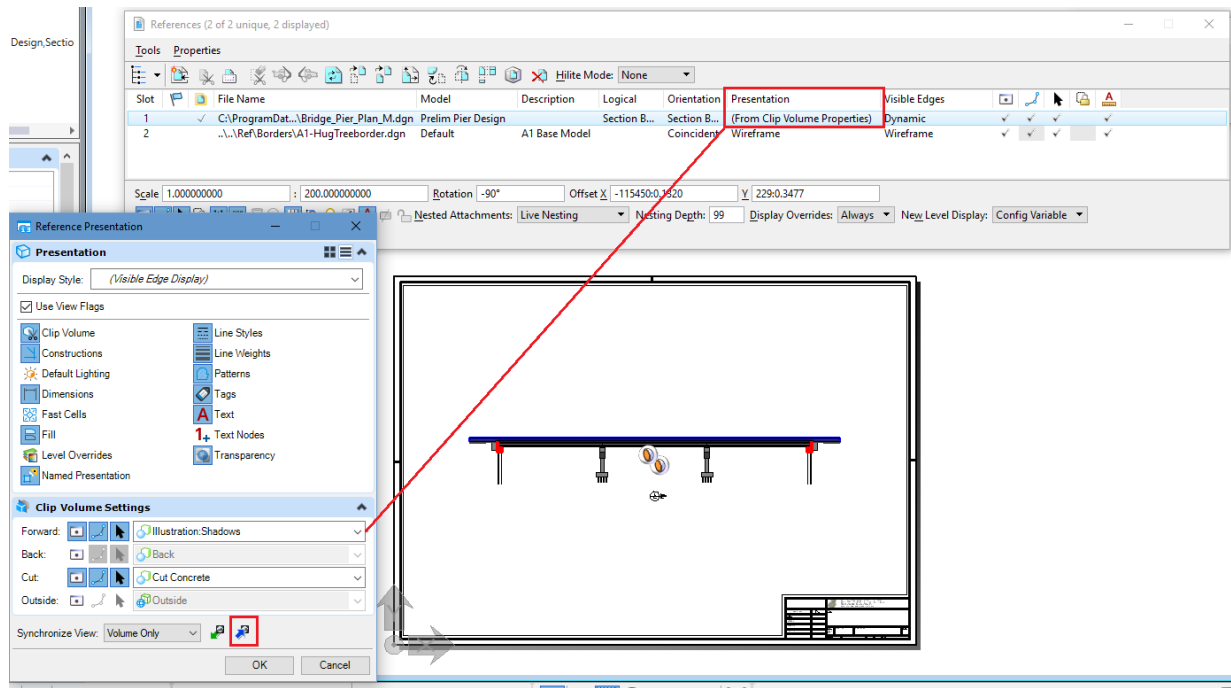 Design,Sectio
References (2 of 2 unique, 2 displayed)
Tools Properties
Hilite Mode: None
Slot File Name Model Description Logical Orientation Presentation Visible Edges
1 C:\ProgramDat...\Bridge_Pier_Plan_M.dgn Prelim Pier Design Section B... Section B... (From Clip Volume Properties) Dynamic
2 ..\..\Ref\Borders\A1-HugTreeborder.dgn Default A1 Base Model Coincident Wireframe Wireframe
Scale 1.000000000 : 200.000000000 Rotation -90° Offset X -115450:0.1320 Y 229:0.3477
Nested Attachments: Live Nesting Nesting Depth: 99 Display Overrides: Always New Level Display: Config Variable
Reference Presentation
Presentation
Display Style: (Visible Edge Display)
Use View Flags
Clip Volume Line Styles
Constructions Line Weights
Default Lighting Patterns
Dimensions Tags
Fast Cells A Text
Fill Text Nodes
Level Overrides Transparency
Named Presentation
Clip Volume Settings
Forward: Illustration:Shadows
Back: Back
Cut: Cut Concrete
Outside: Outside
Synchronize View: Volume Only
OK Cancel